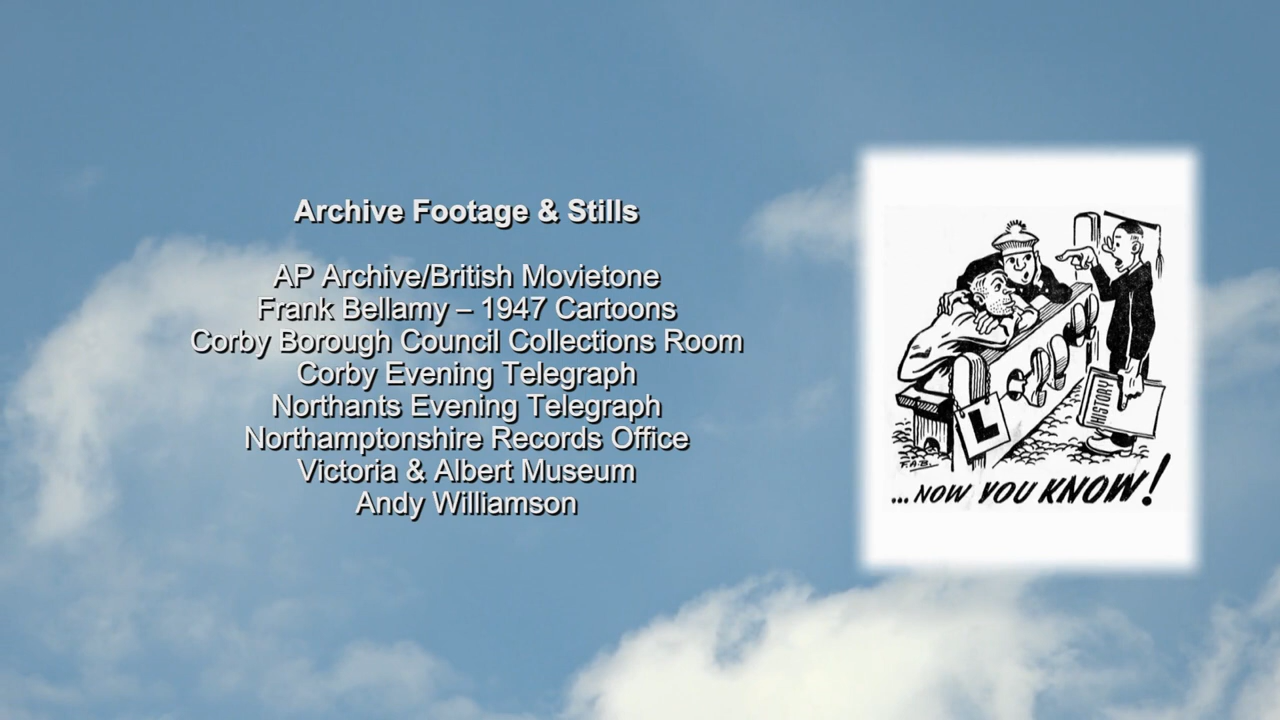 Archive Footage & Stills
AP Archive/British Movietone
Frank Bellamy – 1947 Cartoons
Corby Borough Council Collections Room
Corby Evening Telegraph
Northants Evening Telegraph
Northamptonshire Records Office
Victoria & Albert Museum
Andy Williamson
HISTORY
L
F.A.B.
...NOW YOU KNOW!